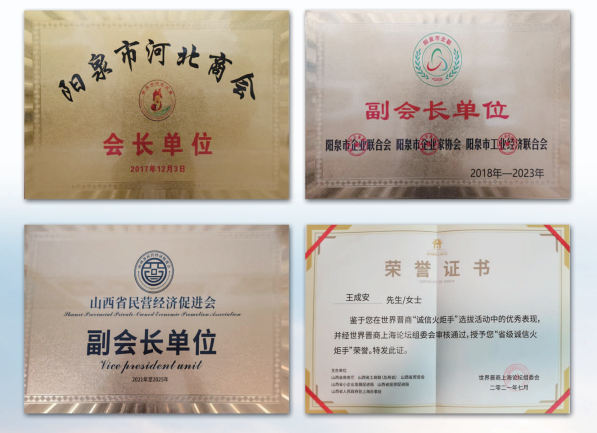 阳泉市河北商会
会长单位
2017年12月3日
副会长单位
阳泉市企业联合会 阳泉市企业家协会 阳泉市工业经济联合会
2018年—2023年
山西省民营经济促进会
Shanxi Provincial Private-Owned Economic Promotion Association
副会长单位
Vice president unit
荣誉证书
王成安 先生/女士
鉴于您在世界晋商“诚信火炬手”选拔活动中的优秀表现,
并经世界晋商上海论坛组委会审核通过,授予您“省级诚信火
炬手”荣誉。特发此证。
世界晋商上海论坛组委会
二零二一年七月